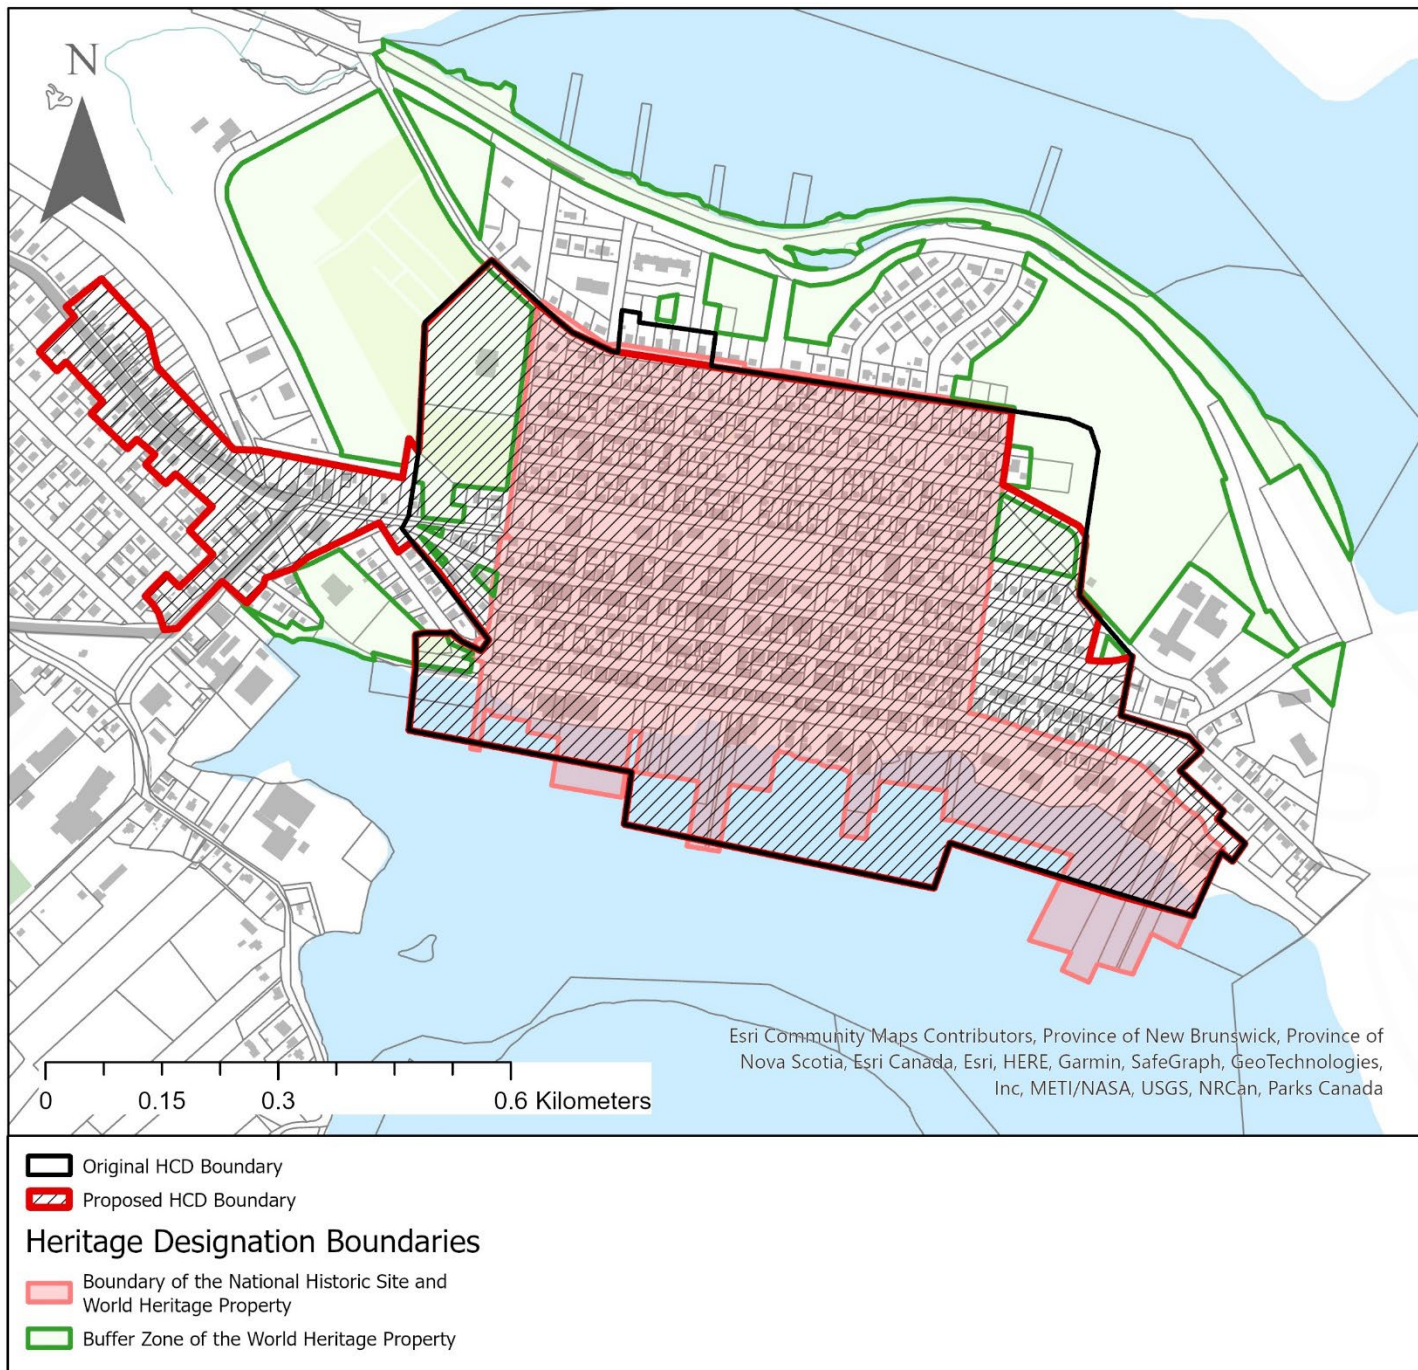 N
Esri Community Maps Contributors, Province of New Brunswick, Province of
Nova Scotia, Esri Canada, Esri, HERE, Garmin, SafeGraph, GeoTechnologies,
Inc, METI/NASA, USGS, NRCan, Parks Canada
0 0.15 0.3 0.6 Kilometers
Original HCD Boundary
Proposed HCD Boundary
Heritage Designation Boundaries
Boundary of the National Historic Site and
World Heritage Property
Buffer Zone of the World Heritage Property